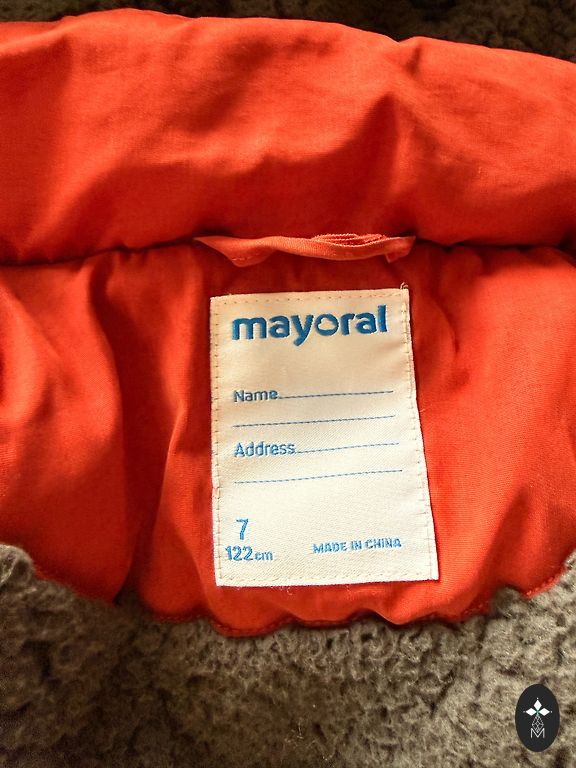 mayoral
Name
Address
7
122cm
MADE IN CHINA
M